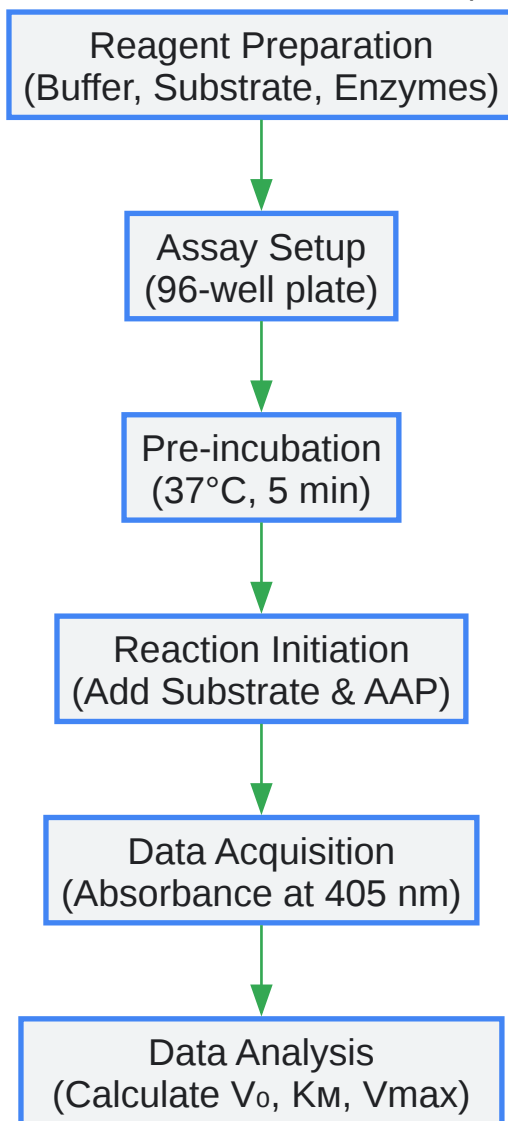 Reagent Preparation
(Buffer, Substrate, Enzymes)
Assay Setup
(96-well plate)
Pre-incubation
(37°C, 5 min)
Reaction Initiation
(Add Substrate & AAP)
Data Acquisition
(Absorbance at 405 nm)
Data Analysis
(Calculate V₀, Kᴍ, Vmax)